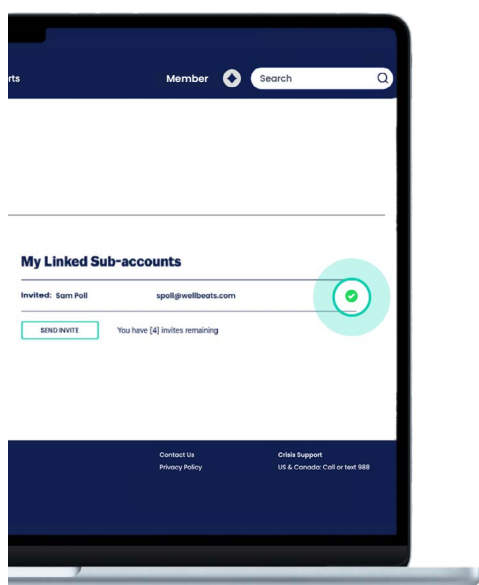 rts
Member
Search
My Linked Sub-accounts
Invited: Sam Poll spoll@wellbeats.com
SEND INVITE You have [4] invites remaining
Contact Us
Privacy Policy
Crisis Support
US & Canada: Call or text 988